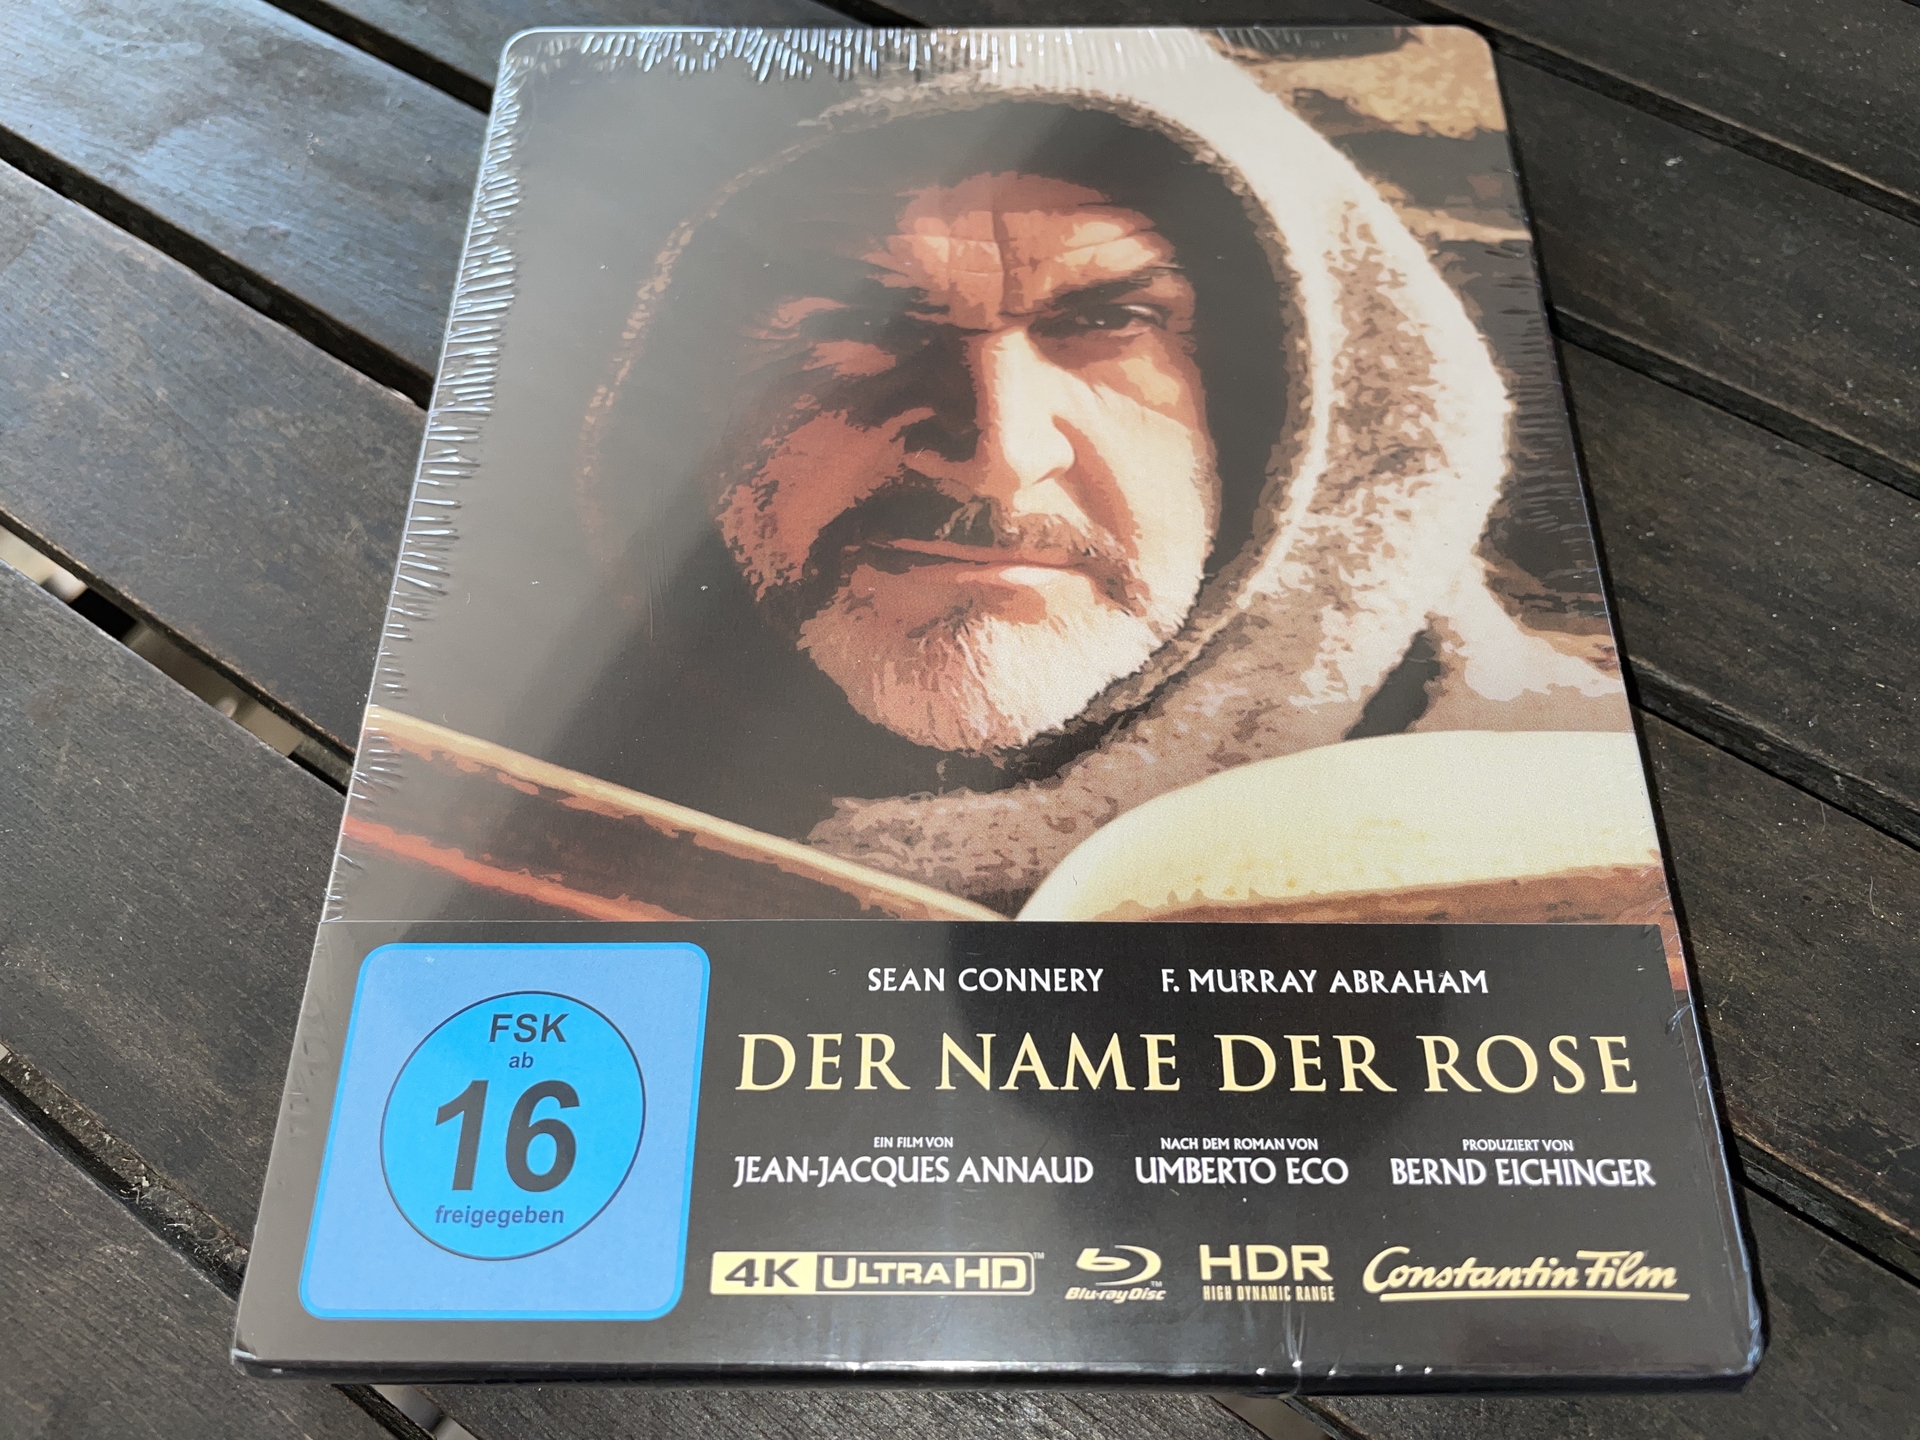 SEAN CONNERY F. MURRAY ABRAHAM
DER NAME DER ROSE
EIN FILM VON
JEAN-JACQUES ANNAUD
NACH DEM ROMAN VON
UMBERTO ECO
PRODUZIERT VON
BERND EICHINGER
FSK
ab
16
freigegeben
4K ULTRA HD™
Blu-ray Disc™
HDR
HIGH DYNAMIC RANGE
Constantin Film